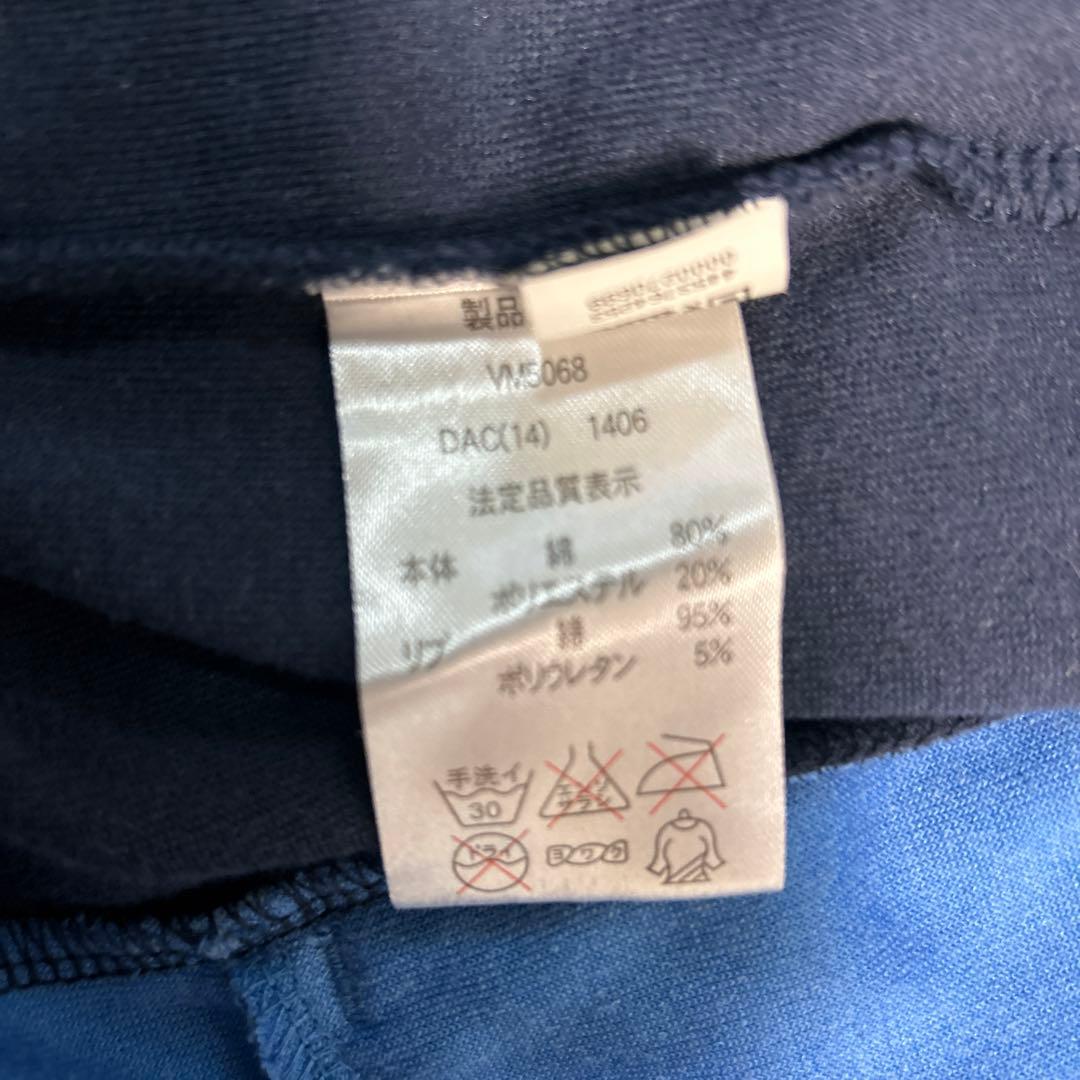 製品
VM5068
DAC(14) 1406
法定品質表示
本体 綿 80%
ポリエステル 20%
リブ 綿 95%
ポリウレタン 5%
手洗イ
30
エンソ
サラシ
ドライ
ヨワク